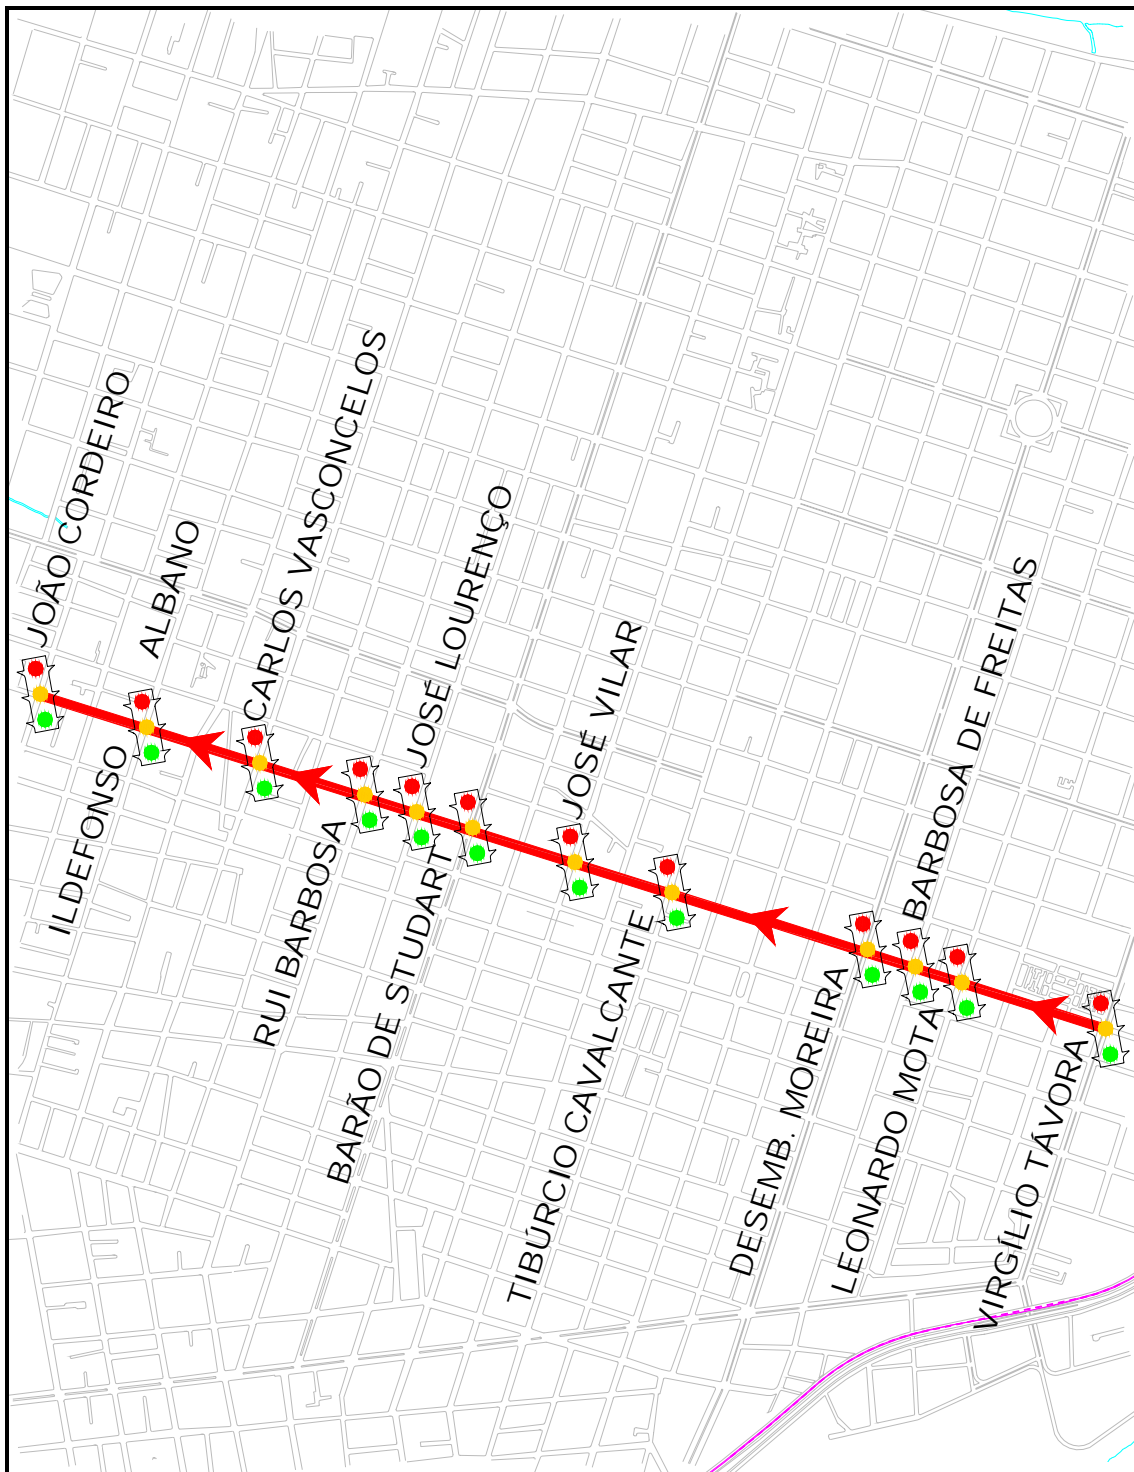 JOÃO CORDEIRO
ILDEFONSO
ALBANO
CARLOS VASCONCELOS
RUI BARBOSA
JOSÉ LOURENÇO
BARÃO DE STUDART
JOSÉ VILAR
TIBÚRCIO CAVALCANTE
DESEMB. MOREIRA
BARBOSA DE FREITAS
LEONARDO MOTA
VIRGÍLIO TÁVORA